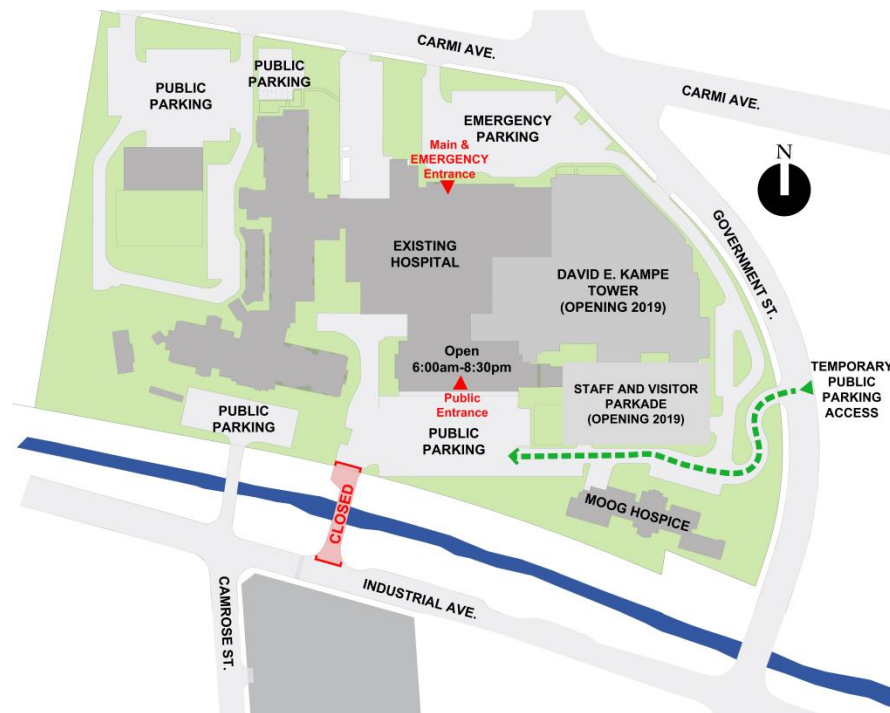 CARMI AVE.
CARMI AVE.
PUBLIC
PARKING
PUBLIC
PARKING
EMERGENCY
PARKING
Main &
EMERGENCY
Entrance
N
GOVERNMENT ST.
EXISTING
HOSPITAL
DAVID E. KAMPE
TOWER
(OPENING 2019)
Open
6:00am-8:30pm
Public
Entrance
STAFF AND VISITOR
PARKADE
(OPENING 2019)
TEMPORARY
PUBLIC
PARKING
ACCESS
PUBLIC
PARKING
PUBLIC
PARKING
CLOSED
MOOG HOSPICE
INDUSTRIAL AVE.
CAMROSE ST.